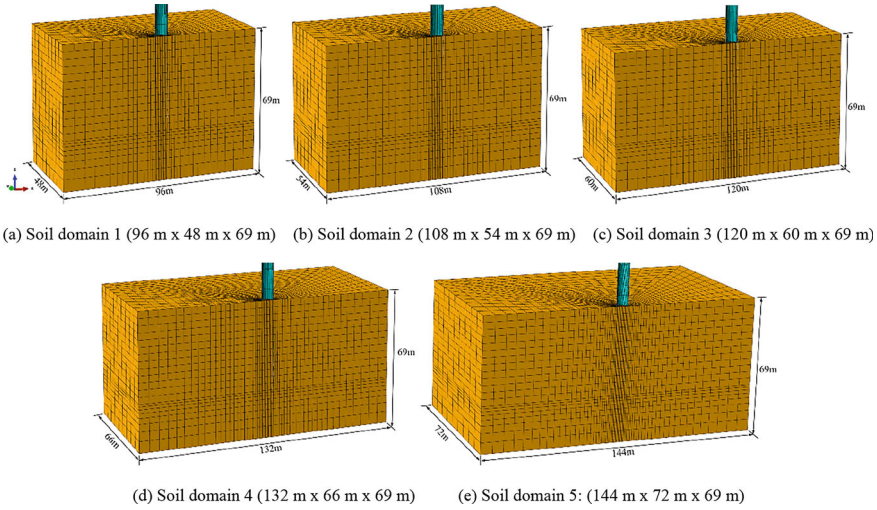 69m
48m
96m
69m
54m
108m
69m
60m
120m
(a) Soil domain 1 (96 m x 48 m x 69 m)
(b) Soil domain 2 (108 m x 54 m x 69 m)
(c) Soil domain 3 (120 m x 60 m x 69 m)
69m
66m
132m
69m
72m
144m
(d) Soil domain 4 (132 m x 66 m x 69 m)
(e) Soil domain 5: (144 m x 72 m x 69 m)